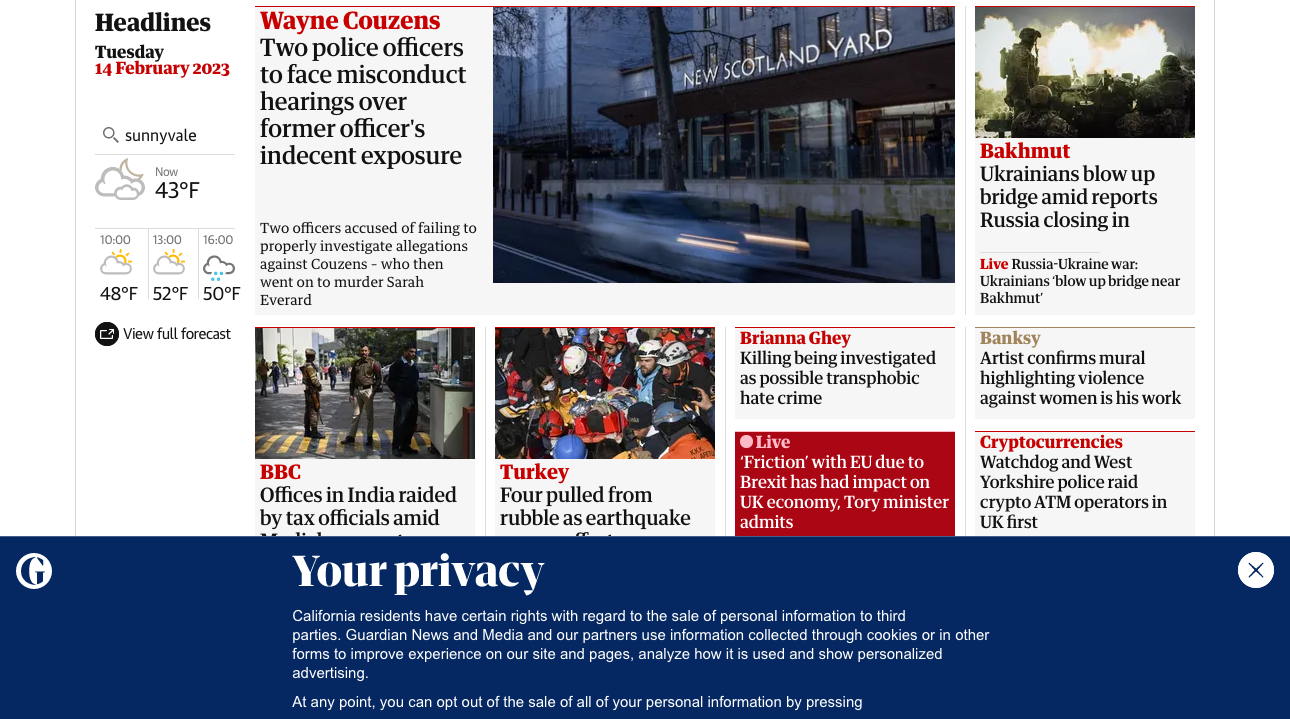 Headlines
Tuesday
14 February 2023
sunnyvale
Now
43°F
10:00
13:00
16:00
48°F
52°F
50°F
View full forecast
Wayne Couzens
Two police officers
to face misconduct
hearings over
former officer's
indecent exposure
Two officers accused of failing to
properly investigate allegations
against Couzens – who then
went on to murder Sarah
Everard
NEW SCOTLAND YARD
Bakhmut
Ukrainians blow up
bridge amid reports
Russia closing in
Live Russia-Ukraine war:
Ukrainians ‘blow up bridge near
Bakhmut’
BBC
Offices in India raided
by tax officials amid
Turkey
Four pulled from
rubble as earthquake
Brianna Ghey
Killing being investigated
as possible transphobic
hate crime
Live
‘Friction’ with EU due to
Brexit has had impact on
UK economy, Tory minister
admits
Banksy
Artist confirms mural
highlighting violence
against women is his work
Cryptocurrencies
Watchdog and West
Yorkshire police raid
crypto ATM operators in
UK first
Your privacy
California residents have certain rights with regard to the sale of personal information to third
parties. Guardian News and Media and our partners use information collected through cookies or in other
forms to improve experience on our site and pages, analyze how it is used and show personalized
advertising.
At any point, you can opt out of the sale of all of your personal information by pressing